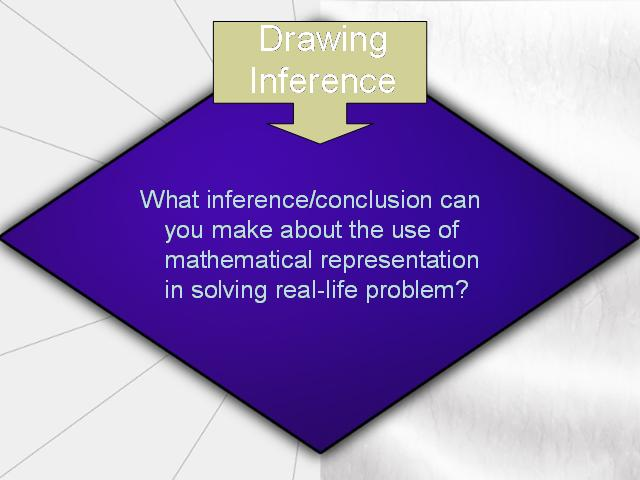 Drawing
Inference
What inference/conclusion can
you make about the use of
mathematical representation
in solving real-life problem?